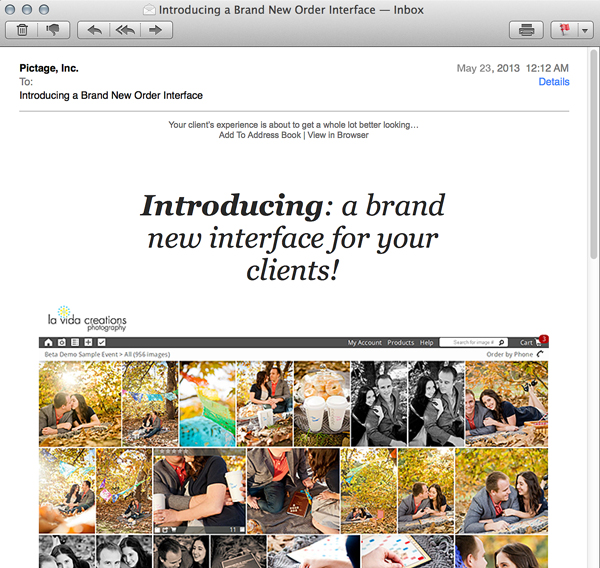 Introducing a Brand New Order Interface — Inbox
Pictage, Inc.
May 23, 2013 12:12 AM
To:
Details
Introducing a Brand New Order Interface
Your client's experience is about to get a whole lot better looking…
Add To Address Book | View in Browser
Introducing: a brand
new interface for your
clients!
la vida creations
photography
My Account Products Help Search for image # Cart 3
Beta Demo Sample Event > All (956 images) Order by Phone
11